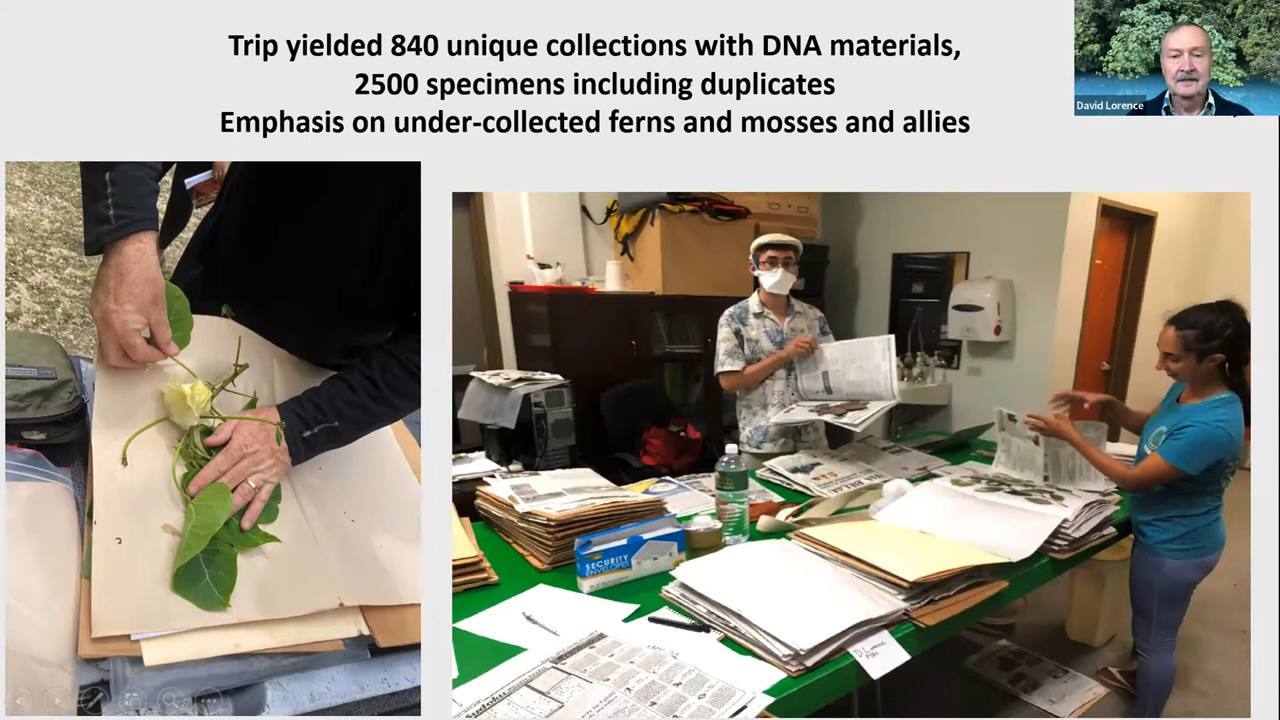 Trip yielded 840 unique collections with DNA materials,
2500 specimens including duplicates
Emphasis on under-collected ferns and mosses and allies
David Lorence
SECURITY
ENVELOPES
Sudoku